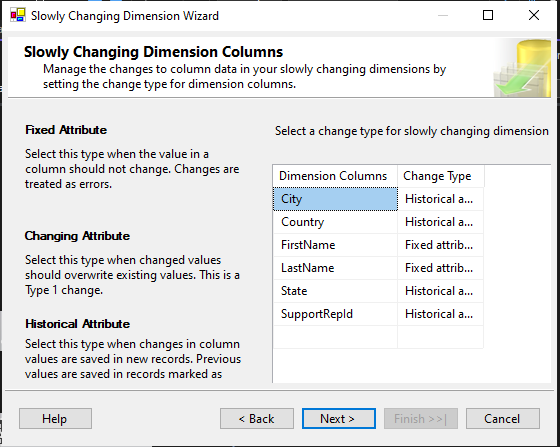 Slowly Changing Dimension Wizard
Slowly Changing Dimension Columns
Manage the changes to column data in your slowly changing dimensions by
setting the change type for dimension columns.
Fixed Attribute
Select this type when the value in a
column should not change. Changes are
treated as errors.
Changing Attribute
Select this type when changed values
should overwrite existing values. This is a
Type 1 change.
Historical Attribute
Select this type when changes in column
values are saved in new records. Previous
values are saved in records marked as
Select a change type for slowly changing dimension
Dimension Columns Change Type
City Historical a...
Country Historical a...
FirstName Fixed attrib...
LastName Fixed attrib...
State Historical a...
SupportRepId Historical a...
Help < Back Next > Finish >>| Cancel